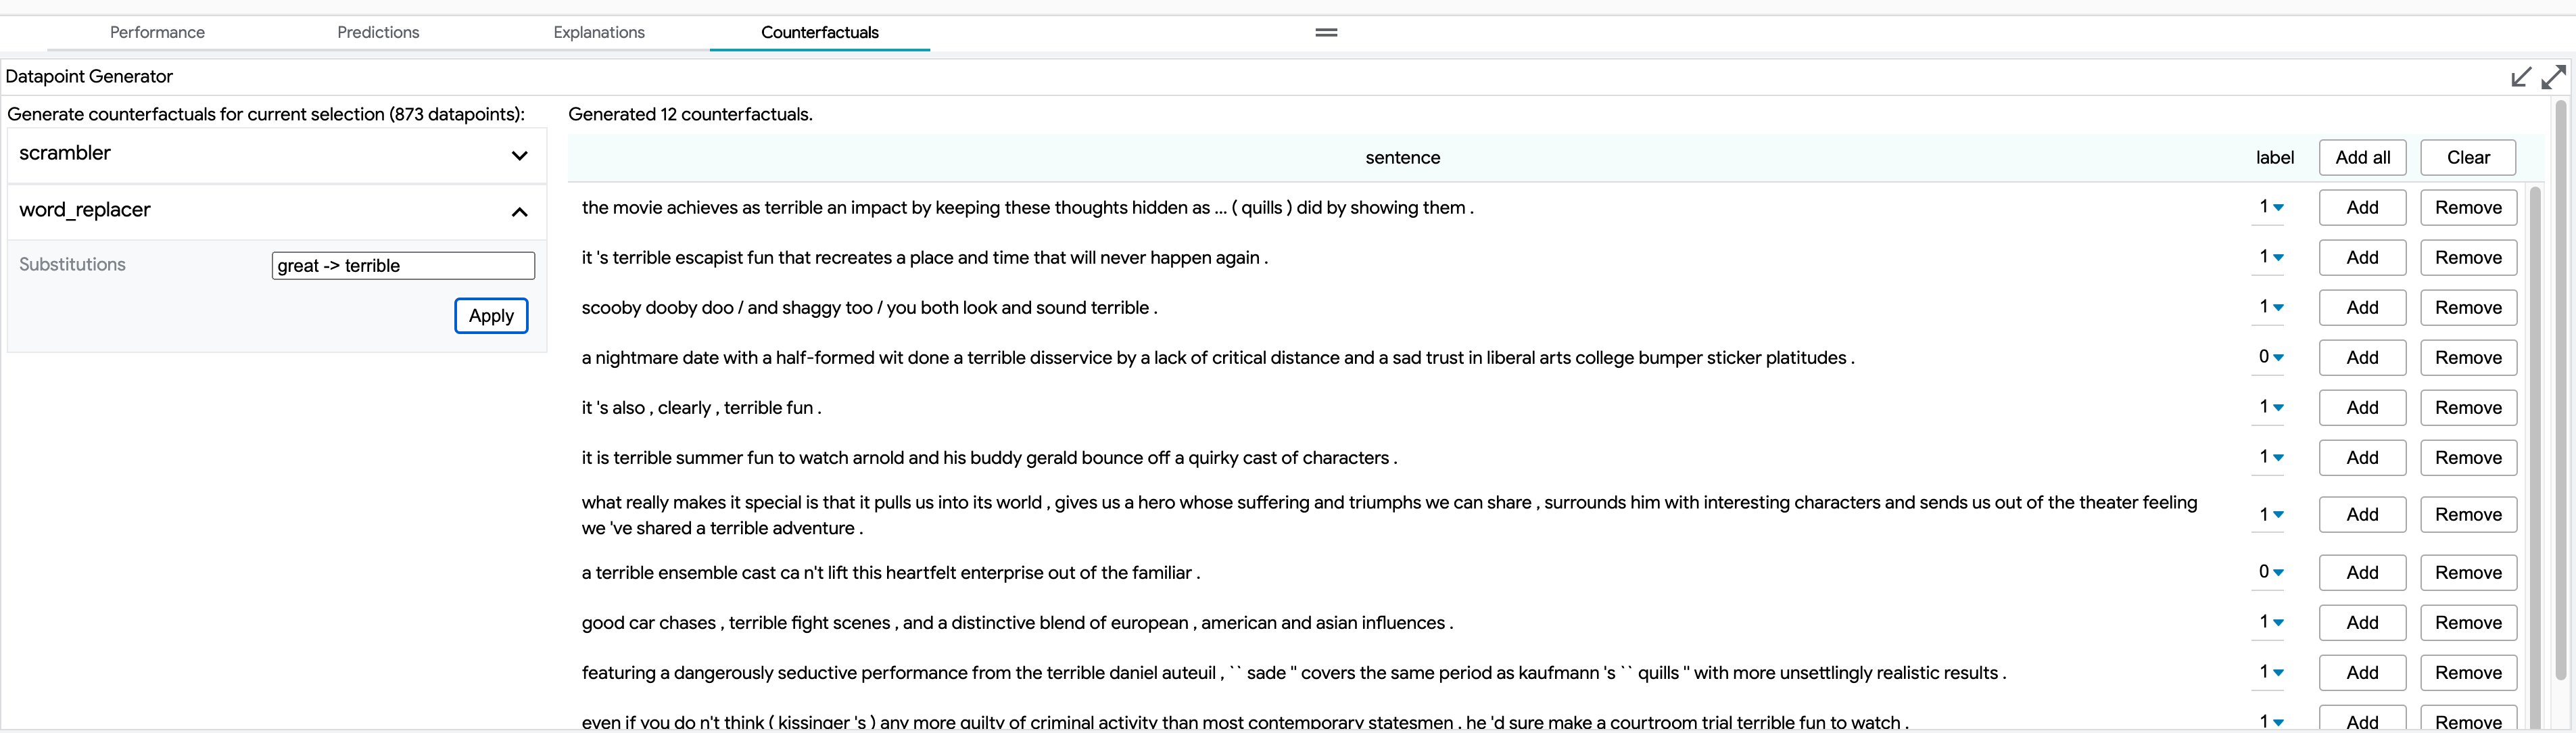 Performance Predictions Explanations Counterfactuals
Datapoint Generator
Generate counterfactuals for current selection (873 datapoints):
scrambler
word_replacer
Substitutions great -> terrible
Apply
Generated 12 counterfactuals.
sentence label Add all Clear
the movie achieves as terrible an impact by keeping these thoughts hidden as ... ( quills ) did by showing them . 1 Add Remove
it 's terrible escapist fun that recreates a place and time that will never happen again . 1 Add Remove
scooby dooby doo / and shaggy too / you both look and sound terrible . 1 Add Remove
a nightmare date with a half-formed wit done a terrible disservice by a lack of critical distance and a sad trust in liberal arts college bumper sticker platitudes . 0 Add Remove
it 's also , clearly , terrible fun . 1 Add Remove
it is terrible summer fun to watch arnold and his buddy gerald bounce off a quirky cast of characters . 1 Add Remove
what really makes it special is that it pulls us into its world , gives us a hero whose suffering and triumphs we can share , surrounds him with interesting characters and sends us out of the theater feeling
we 've shared a terrible adventure . 1 Add Remove
a terrible ensemble cast ca n't lift this heartfelt enterprise out of the familiar . 0 Add Remove
good car chases , terrible fight scenes , and a distinctive blend of european , american and asian influences . 1 Add Remove
featuring a dangerously seductive performance from the terrible daniel auteuil , `` sade '' covers the same period as kaufmann 's `` quills '' with more unsettlingly realistic results . 1 Add Remove
even if you do n't think ( kissinger 's ) any more guilty of criminal activity than most contemporary statesmen , he 'd sure make a courtroom trial terrible fun to watch . 1 Add Remove